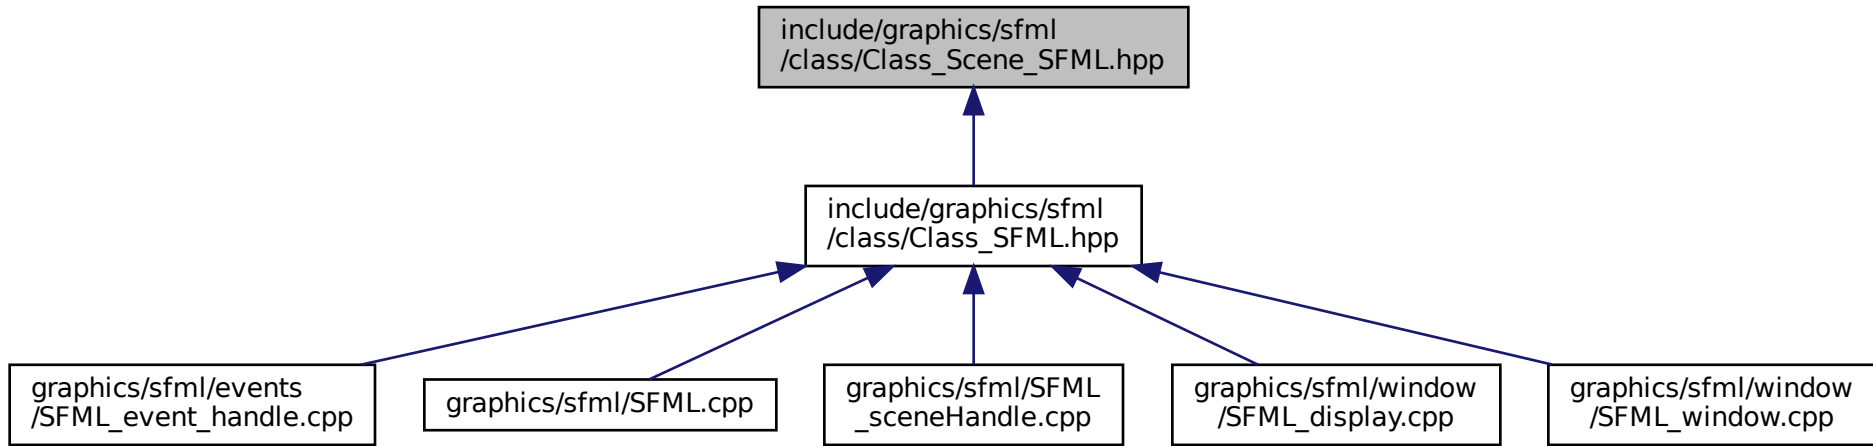 include/graphics/sfml
/class/Class_Scene_SFML.hpp
include/graphics/sfml
/class/Class_SFML.hpp
graphics/sfml/events
/SFML_event_handle.cpp
graphics/sfml/SFML.cpp
graphics/sfml/SFML
_sceneHandle.cpp
graphics/sfml/window
/SFML_display.cpp
graphics/sfml/window
/SFML_window.cpp